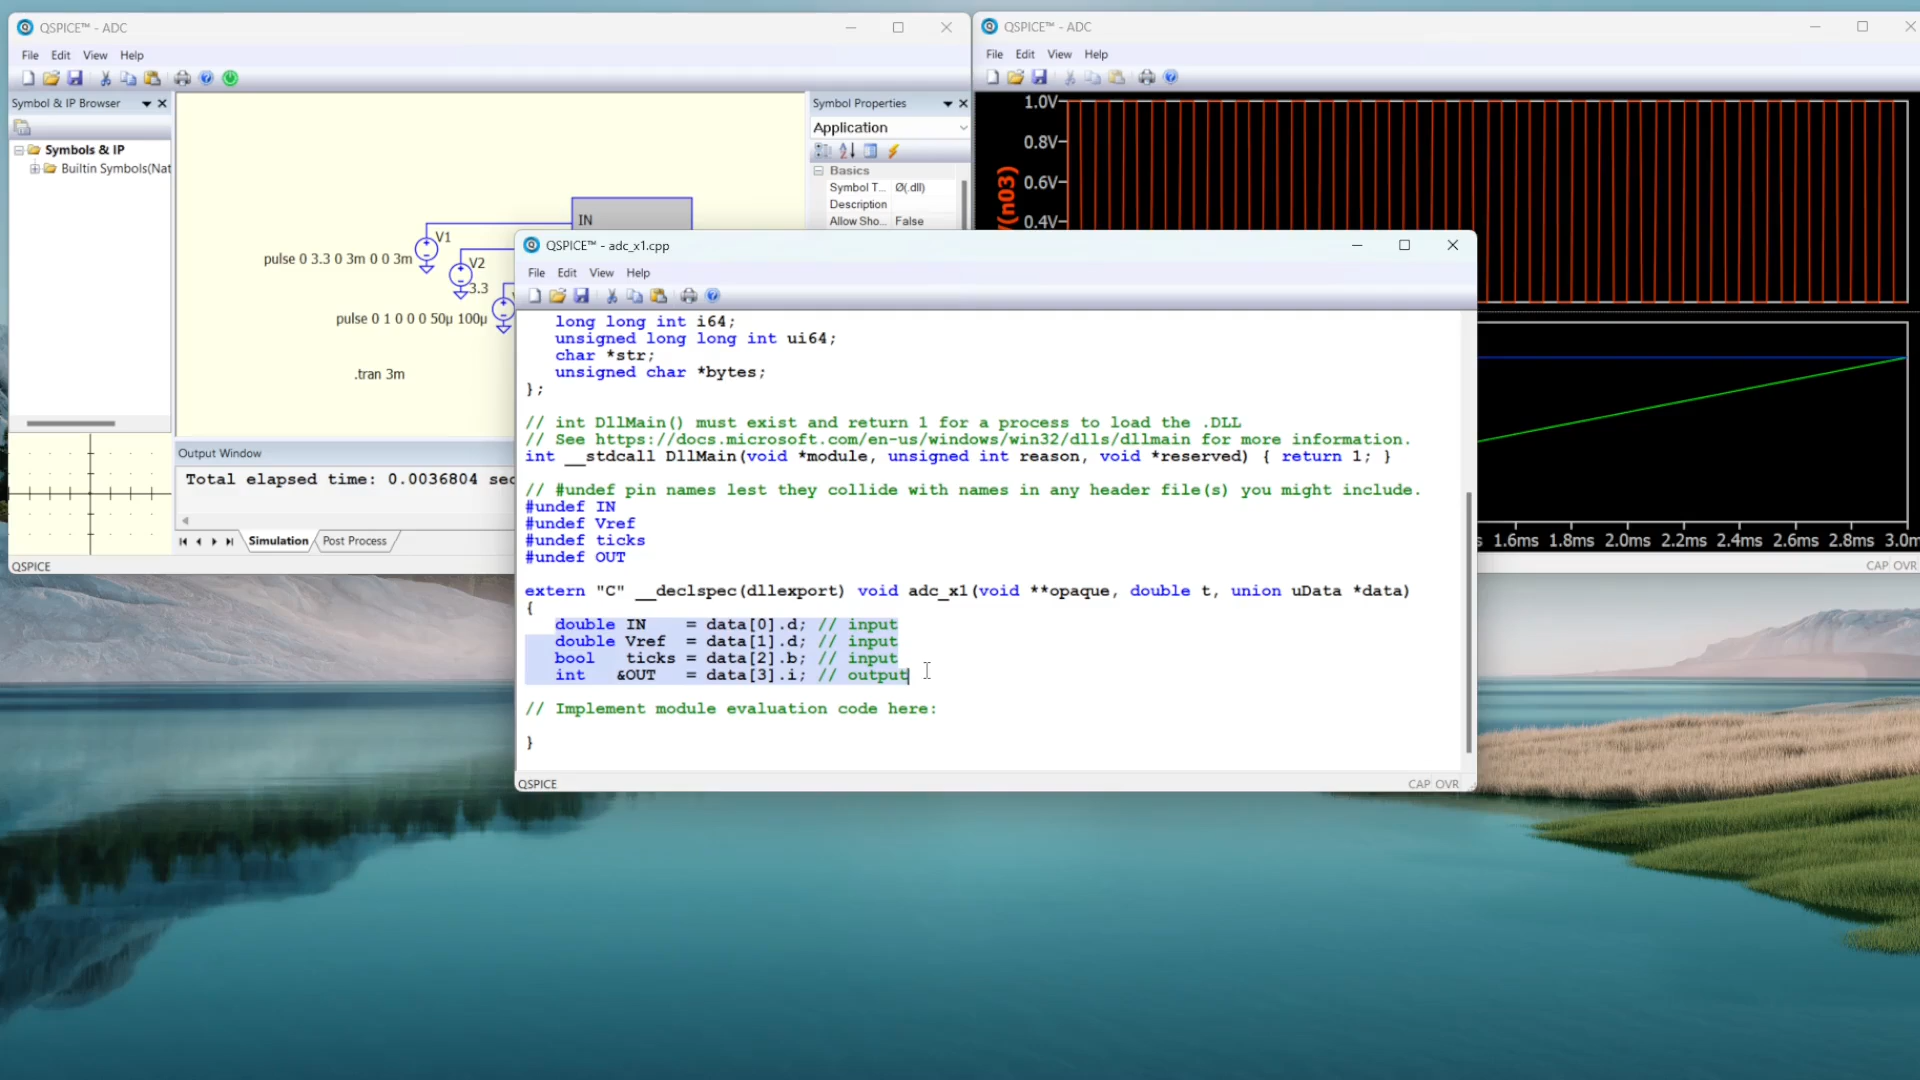 QSPICE™ - ADC
File Edit View Help
Symbol & IP Browser
Symbols & IP
Builtin Symbols(Nat
IN
V1
pulse 0 3.3 0 3m 0 0 3m
V2
3.3
pulse 0 1 0 0 0 50µ 100µ
.tran 3m
Symbol Properties
Application
Basics
Symbol T... Ø(.dll)
Description
Allow Sho... False
Output Window
Total elapsed time: 0.0036804 sec
Simulation Post Process
QSPICE
QSPICE™ - ADC
File Edit View Help
1.0V
0.8V
0.6V
0.4V
(n03)
1.6ms 1.8ms 2.0ms 2.2ms 2.4ms 2.6ms 2.8ms 3.0m
CAP OVR
QSPICE™ - adc_x1.cpp
File Edit View Help
long long int i64;
unsigned long long int ui64;
char *str;
unsigned char *bytes;
};
// int DllMain() must exist and return 1 for a process to load the .DLL
// See https://docs.microsoft.com/en-us/windows/win32/dlls/dllmain for more information.
int __stdcall DllMain(void *module, unsigned int reason, void *reserved) { return 1; }
// #undef pin names lest they collide with names in any header file(s) you might include.
#undef IN
#undef Vref
#undef ticks
#undef OUT
extern "C" __declspec(dllexport) void adc_x1(void **opaque, double t, union uData *data)
{
double IN = data[0].d; // input
double Vref = data[1].d; // input
bool ticks = data[2].b; // input
int &OUT = data[3].i; // output
// Implement module evaluation code here:
}
QSPICE
CAP OVR